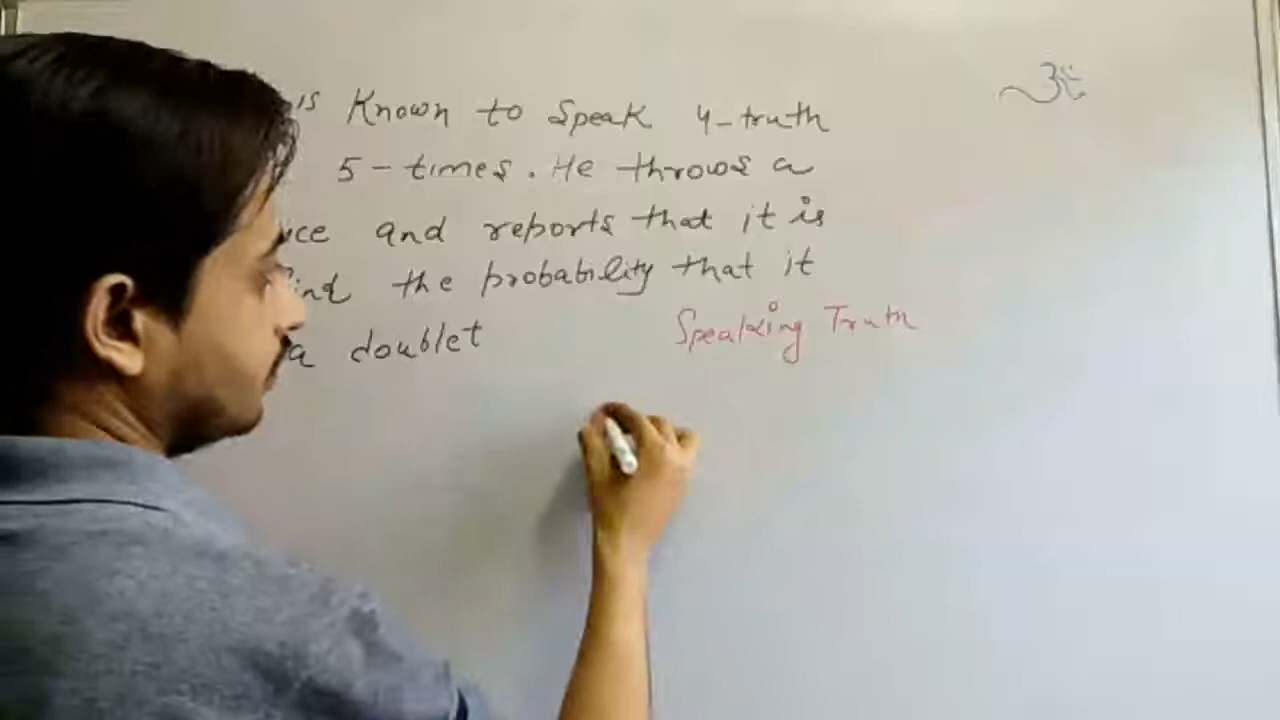 is Known to Speak 4-truth
5-times. He throws a
ice and reports that it is
ind the probability that it
a doublet
Speaking Truth